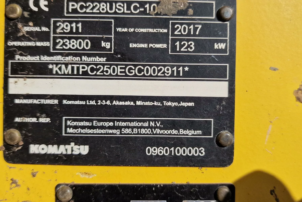 CE PC228USLC-10
SERIAL No. 2911 YEAR OF CONSTRUCTION 2017
OPERATING MASS 23800 kg ENGINE POWER 123 kW
Product Identification Number
*KMTPC250EGC002911*
MANUFACTURER Komatsu Ltd, 2-3-6, Akasaka, Minato-ku, Tokyo, Japan
AUTHO. REP. Komatsu Europe International N.V.,
Mechelsesteenweg 586,B1800,Vilvoorde,Belgium
KOMATSU 0960100003